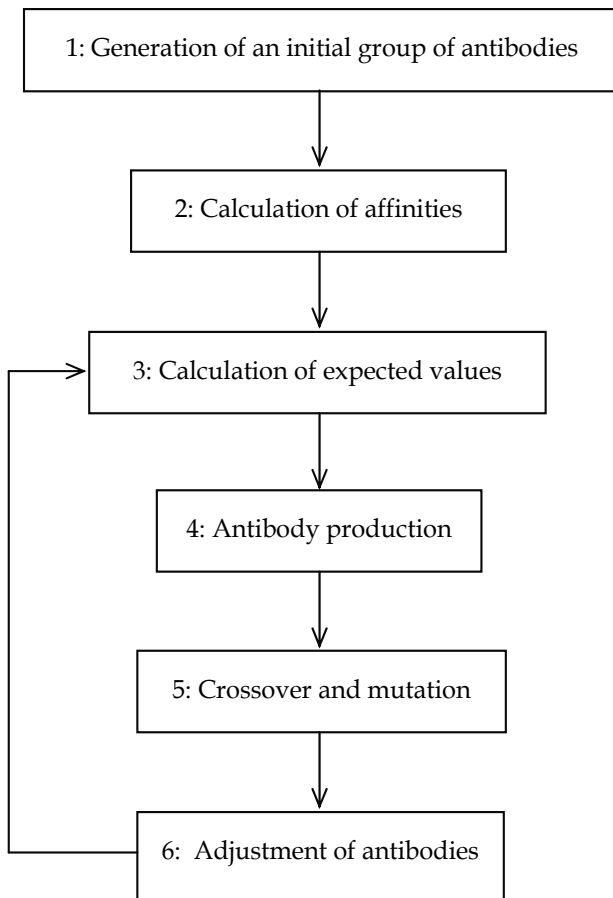 1: Generation of an initial group of antibodies
2: Calculation of affinities
3: Calculation of expected values
4: Antibody production
5: Crossover and mutation
6: Adjustment of antibodies